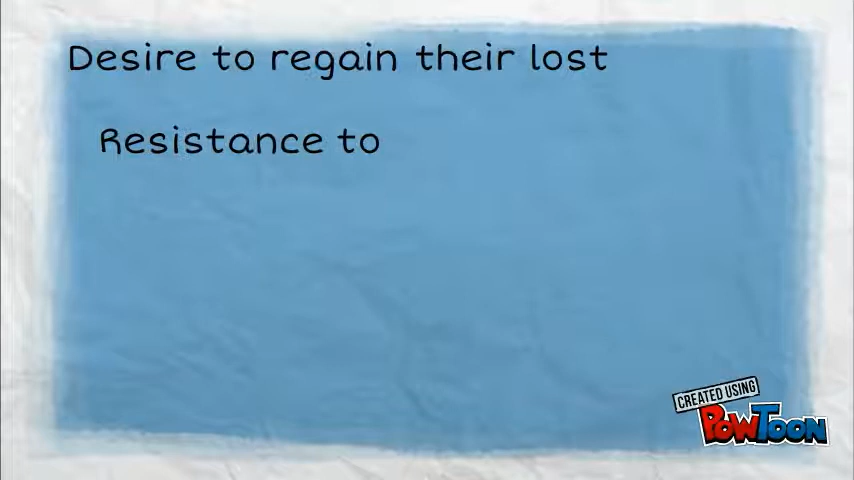 Desire to regain their lost
Resistance to
CREATED USING
POWTOON